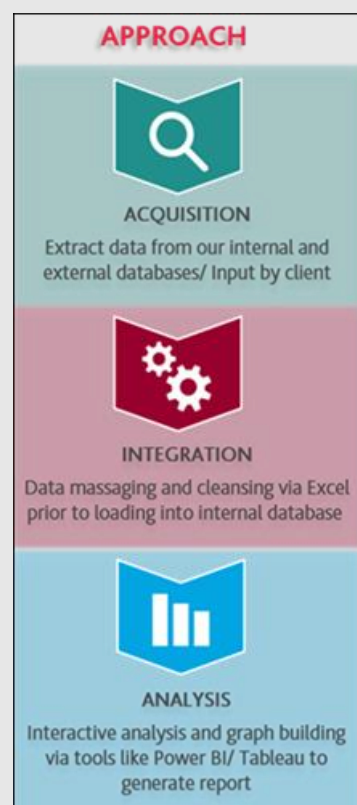 APPROACH
ACQUISITION
Extract data from our internal and
external databases/ Input by client
INTEGRATION
Data massaging and cleansing via Excel
prior to loading into internal database
ANALYSIS
Interactive analysis and graph building
via tools like Power BI/ Tableau to
generate report